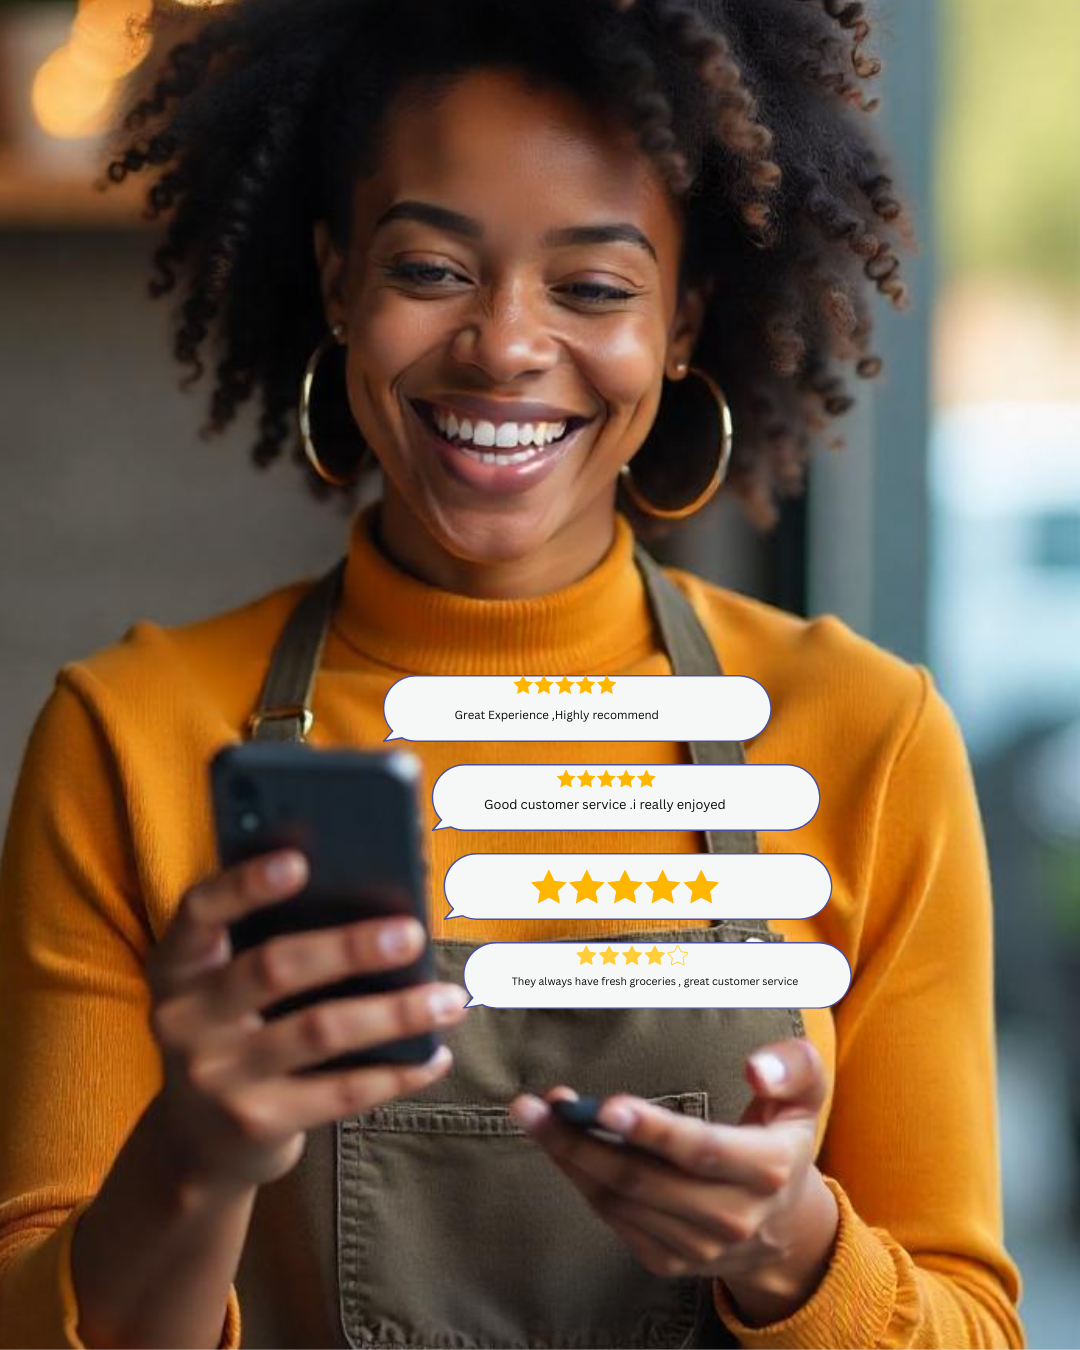 Great Experience ,Highly recommend
Good customer service .i really enjoyed
They always have fresh groceries , great customer service